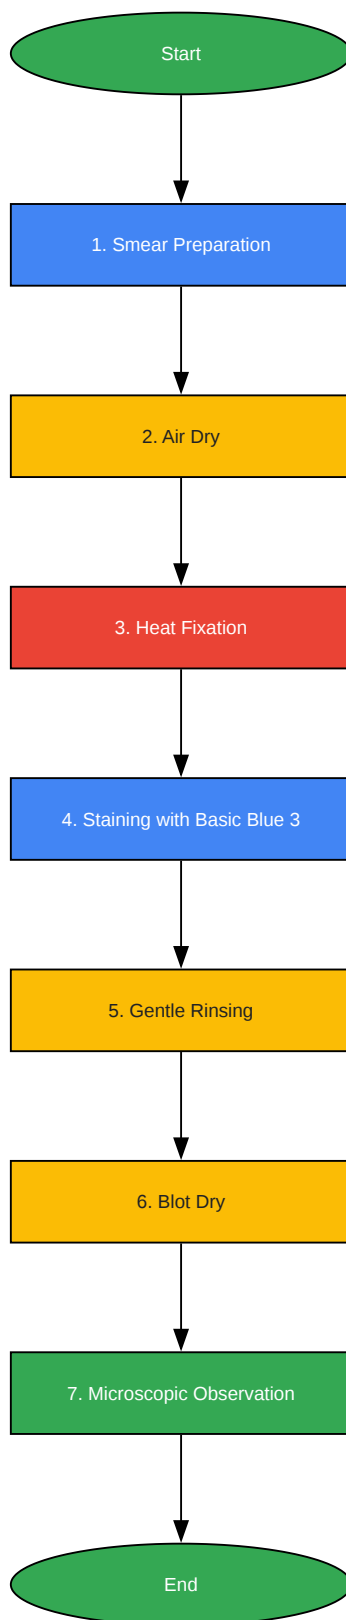 Start
1. Smear Preparation
2. Air Dry
3. Heat Fixation
4. Staining with Basic Blue 3
5. Gentle Rinsing
6. Blot Dry
7. Microscopic Observation
End